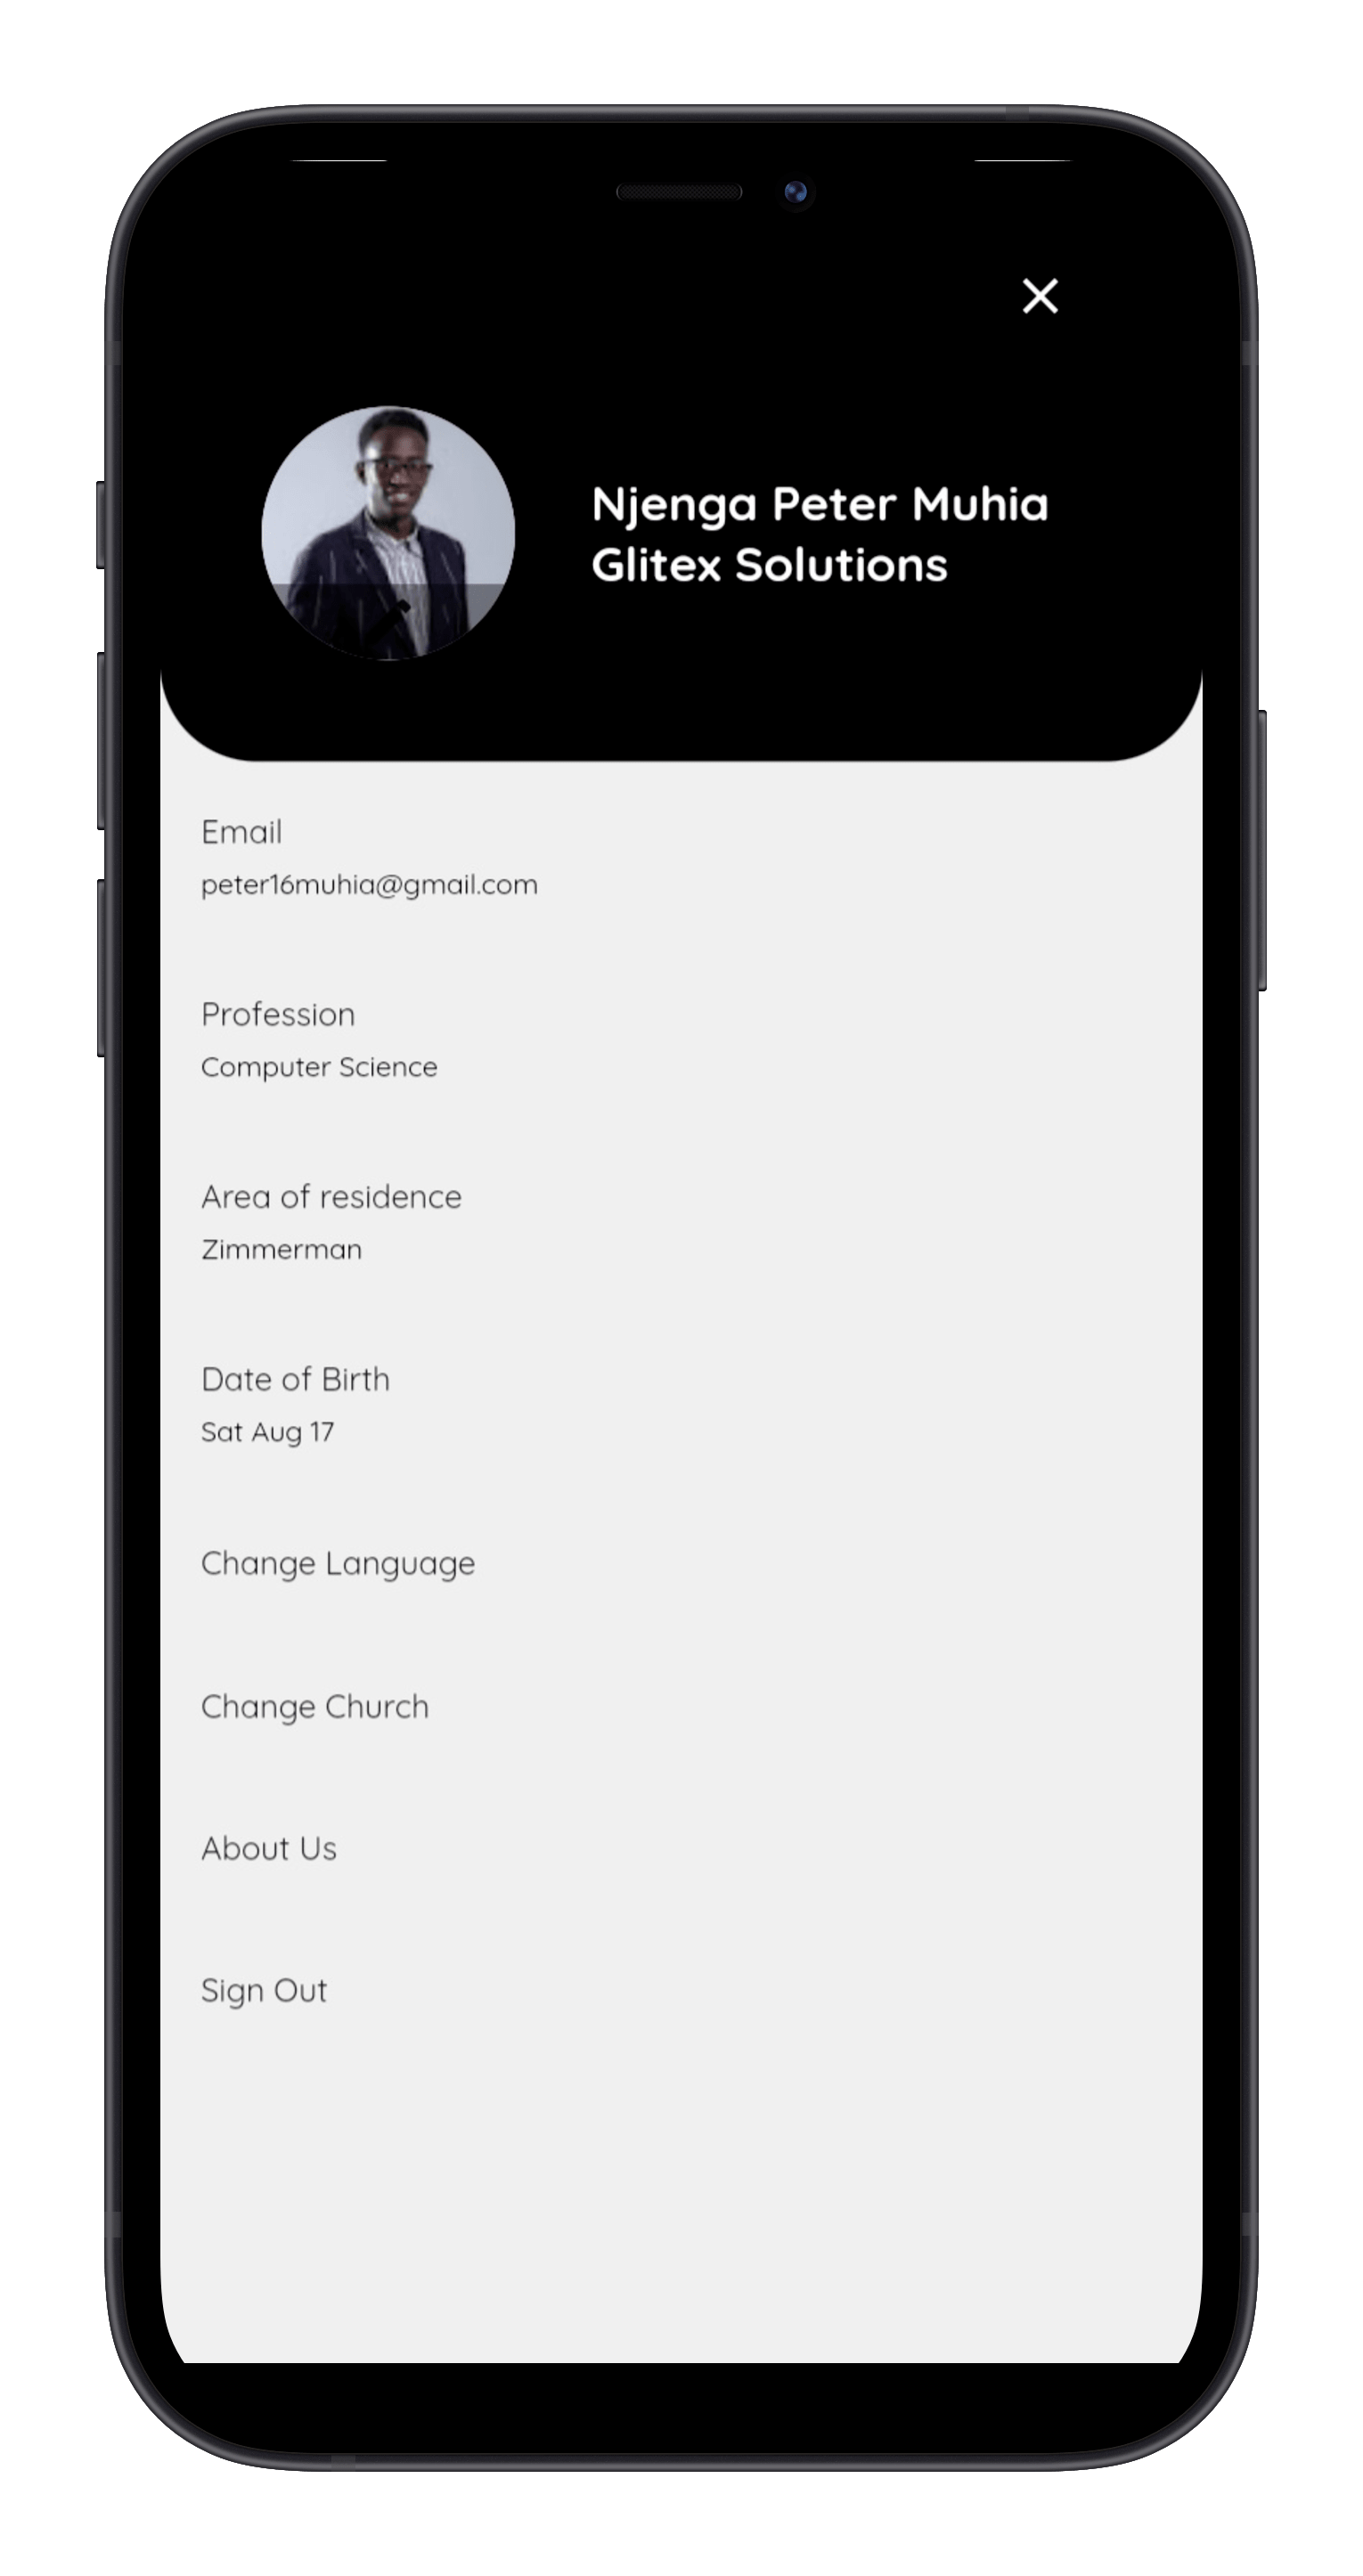 Njenga Peter Muhia
Glitex Solutions
Email
peter16muhia@gmail.com
Profession
Computer Science
Area of residence
Zimmerman
Date of Birth
Sat Aug 17
Change Language
Change Church
About Us
Sign Out